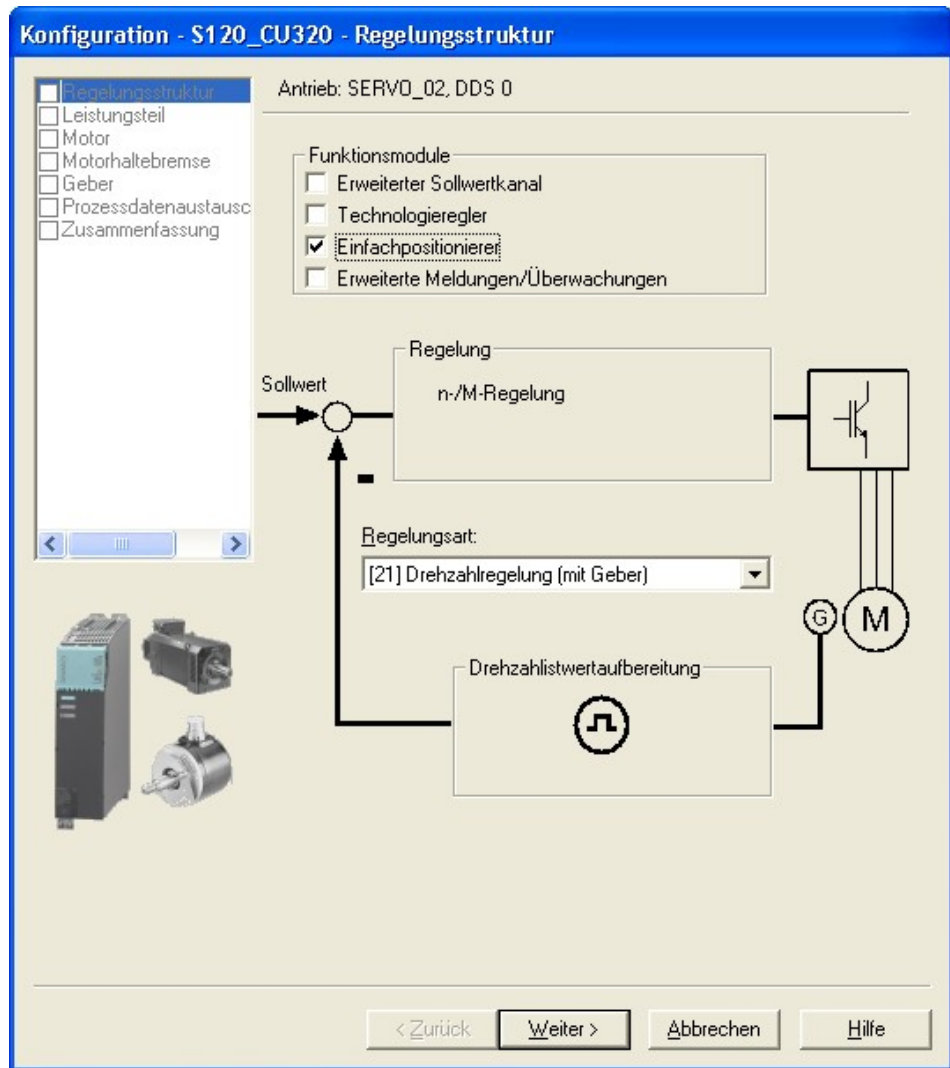 Konfiguration - S120_CU320 - Regelungsstruktur
Regelungsstruktur
Leistungsteil
Motor
Motorhaltebremse
Geber
Prozessdatenaustausc
Zusammenfassung
Antrieb: SERVO_02, DDS 0
Funktionsmodule
Erweiterter Sollwertkanal
Technologieregler
Einfachpositionierer
Erweiterte Meldungen/Überwachungen
Regelung
Sollwert
n-/M-Regelung
Regelungsart:
[21] Drehzahlregelung (mit Geber)
G
M
Drehzahlistwertaufbereitung
< Zurück
Weiter >
Abbrechen
Hilfe